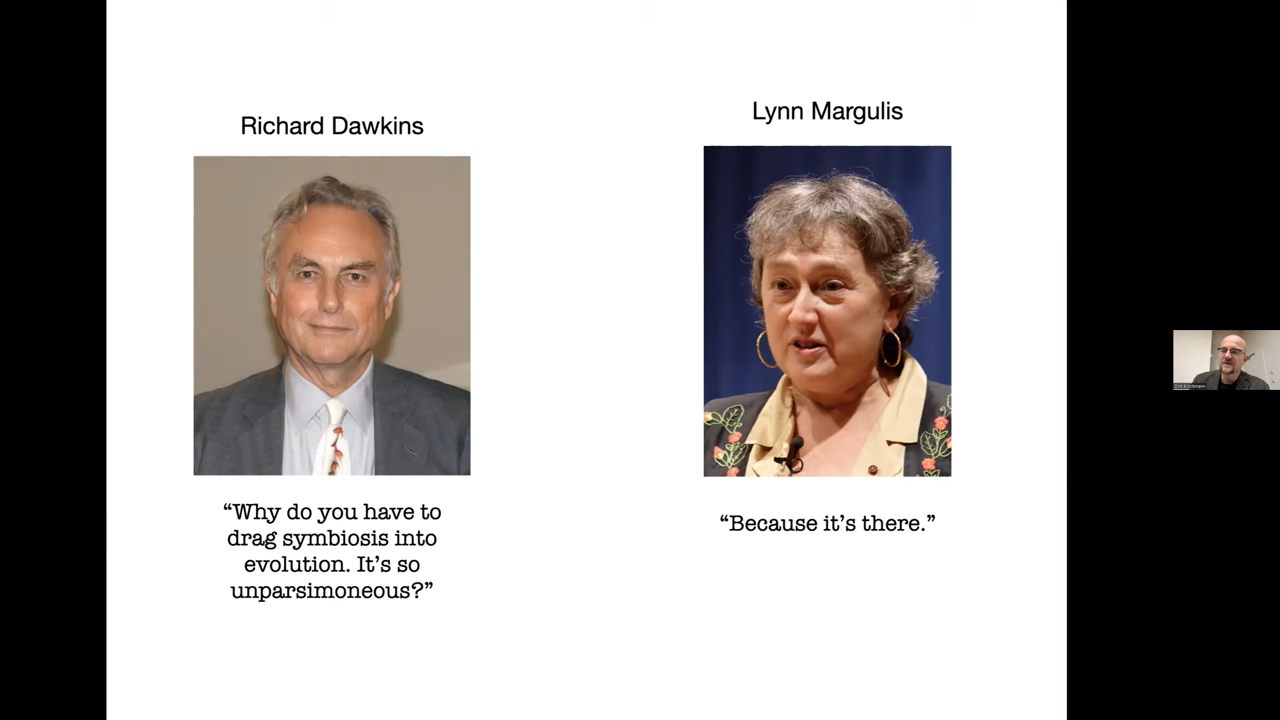 Richard Dawkins
Lynn Margulis
“Why do you have to
drag symbiosis into
evolution. It’s so
unparsimoneous?”
“Because it’s there.”